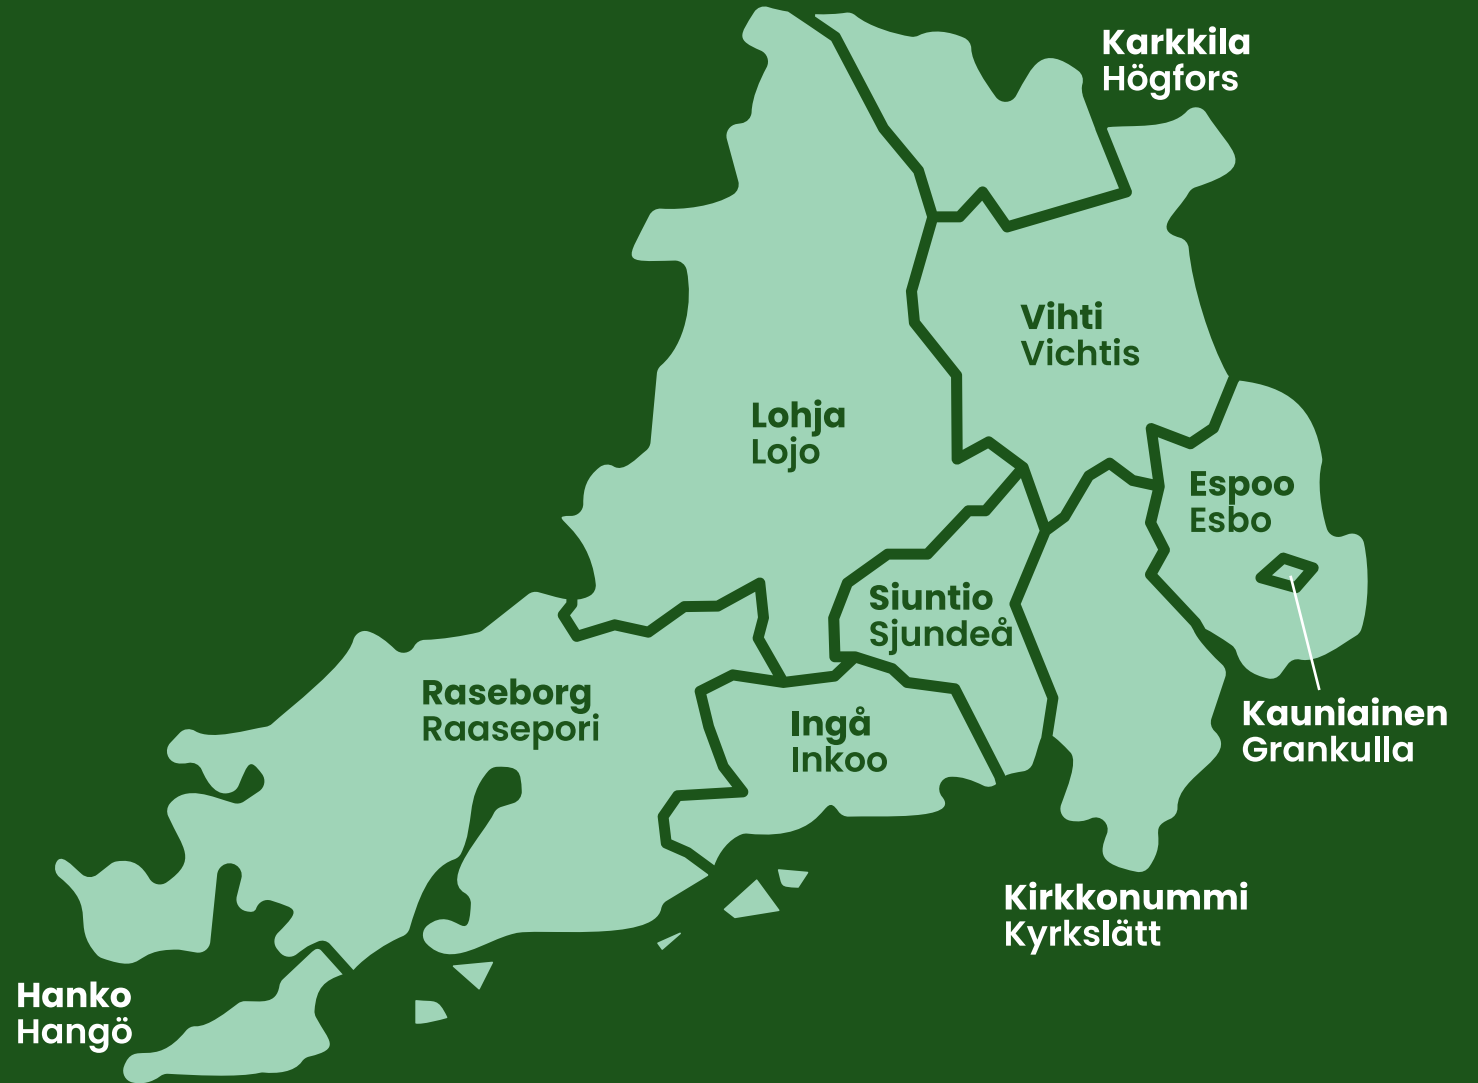 Karkkila
Högfors
Vihti
Vichtis
Lohja
Lojo
Espoo
Esbo
Siuntio
Sjundeå
Raseborg
Raasepori
Ingå
Inkoo
Kauniainen
Grankulla
Kirkkonummi
Kyrkslätt
Hanko
Hangö